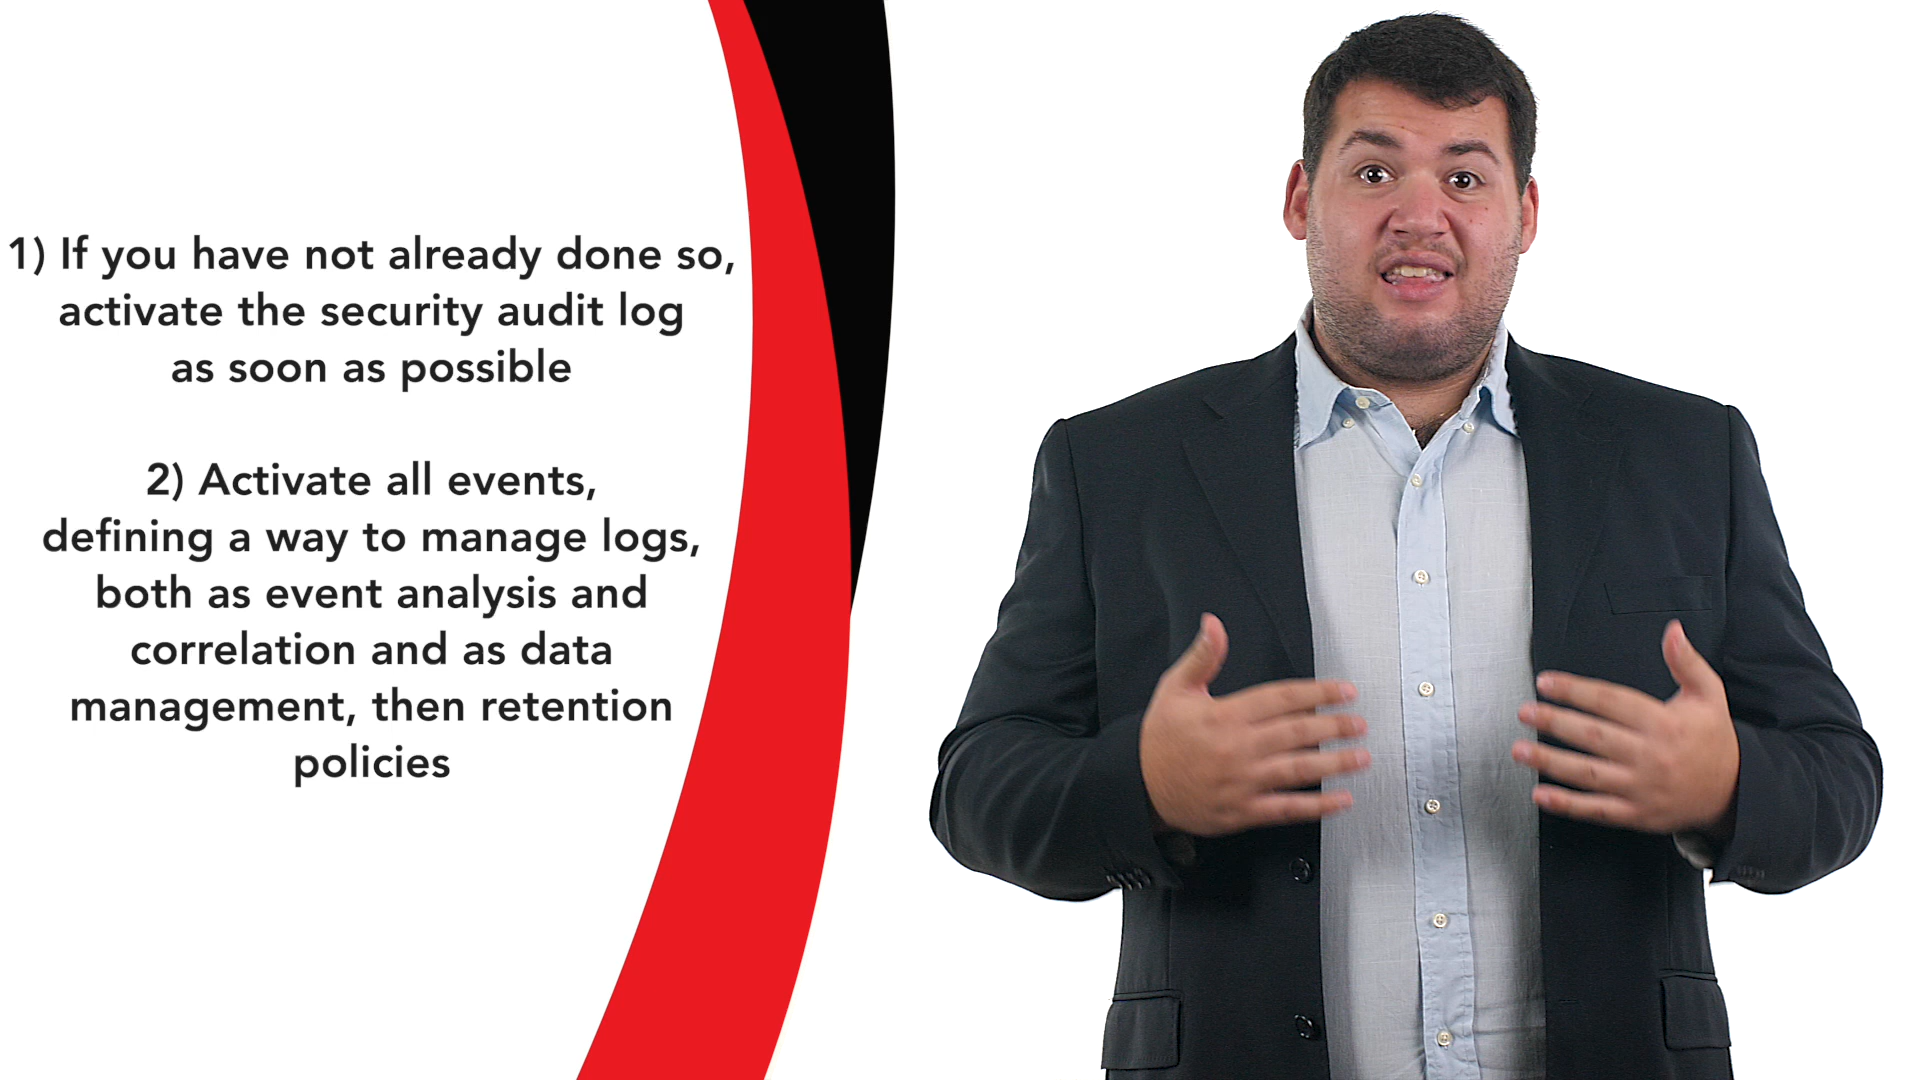 1) If you have not already done so,
activate the security audit log
as soon as possible
2) Activate all events,
defining a way to manage logs,
both as event analysis and
correlation and as data
management, then retention
policies